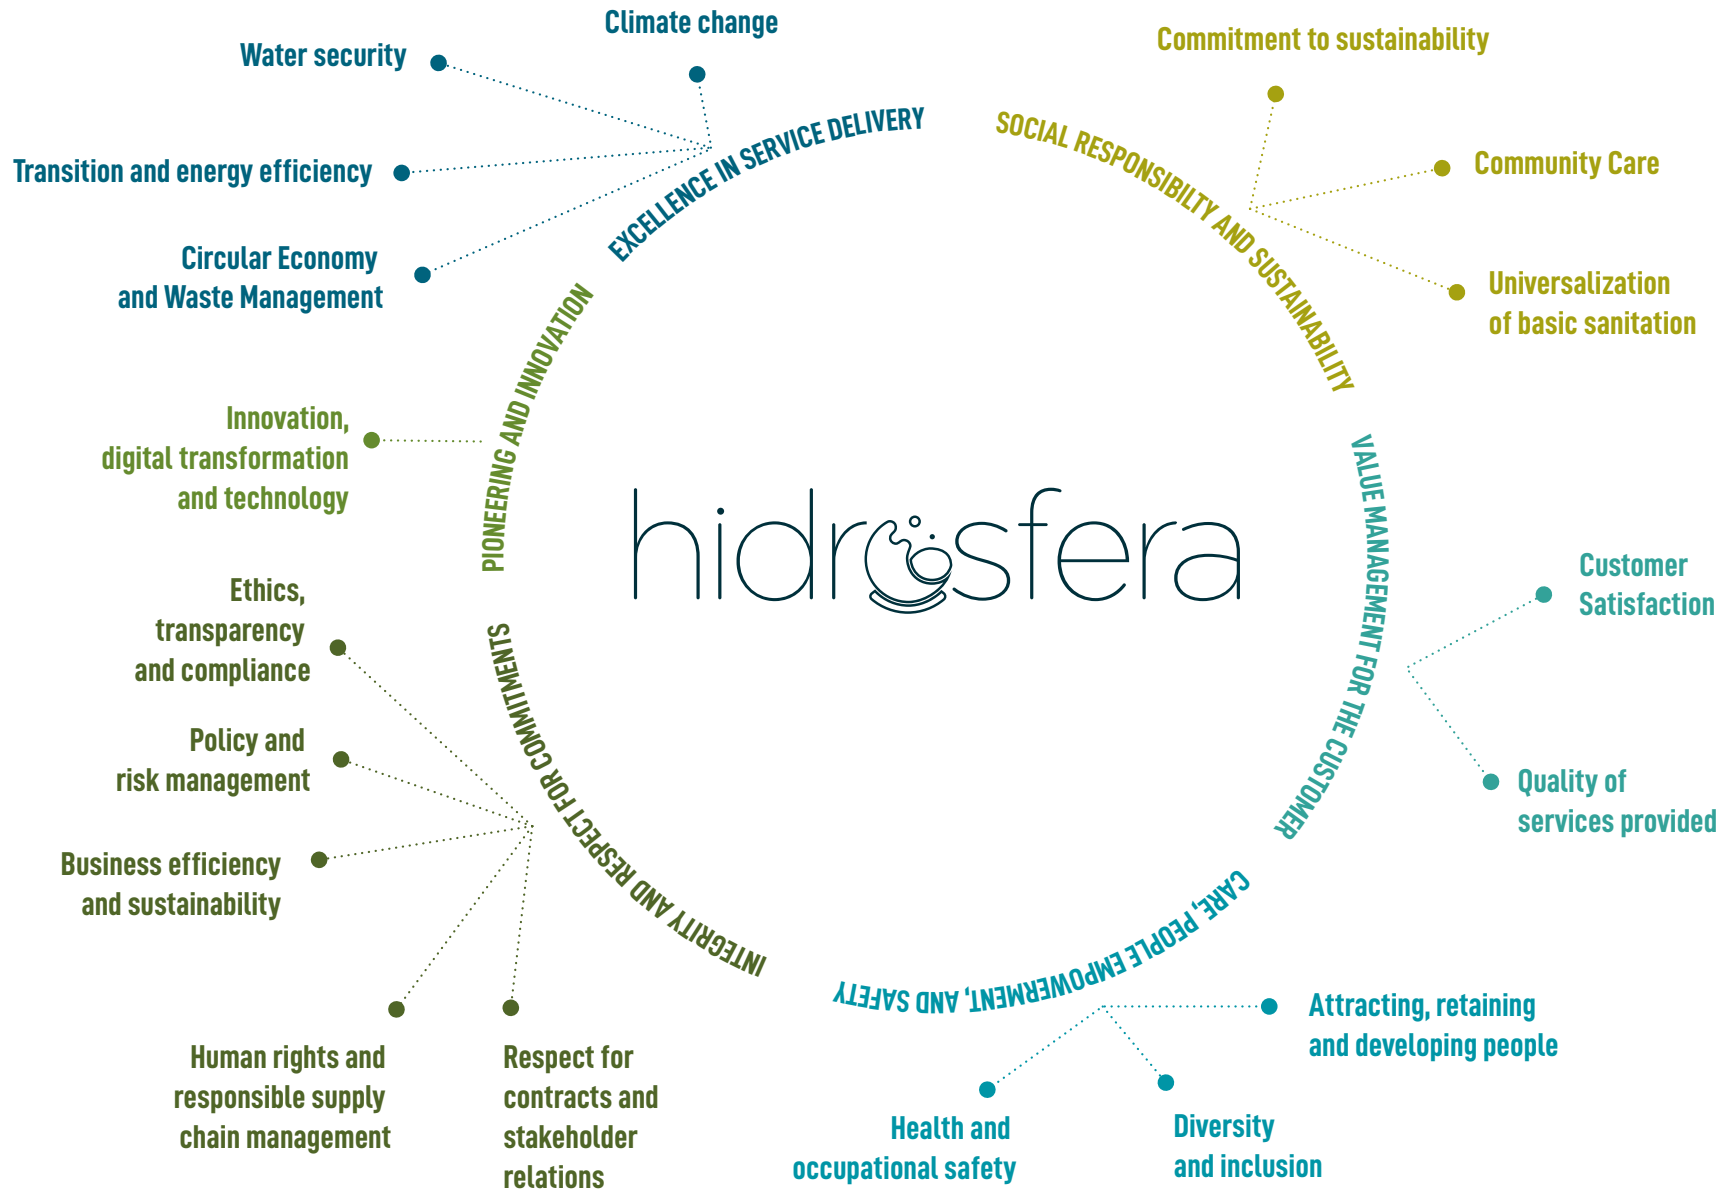 Climate change
Water security
Transition and energy efficiency
Circular Economy
and Waste Management
EXCELLENCE IN SERVICE DELIVERY
Commitment to sustainability
Community Care
Universalization
of basic sanitation
SOCIAL RESPONSIBILTY AND SUSTAINABILITY
Innovation,
digital transformation
and technology
PIONEERING AND INNOVATION
hidrosfera
VALUE MANAGEMENT FOR THE CUSTOMER
Customer
Satisfaction
Quality of
services provided
Ethics,
transparency
and compliance
Policy and
risk management
Business efficiency
and sustainability
Human rights and
responsible supply
chain management
Respect for
contracts and
stakeholder
relations
INTEGRITY AND RESPECT FOR COMMITMENTS
CARE, PEOPLE EMPOWERMENT, AND SAFETY
Attracting, retaining
and developing people
Health and
occupational safety
Diversity
and inclusion